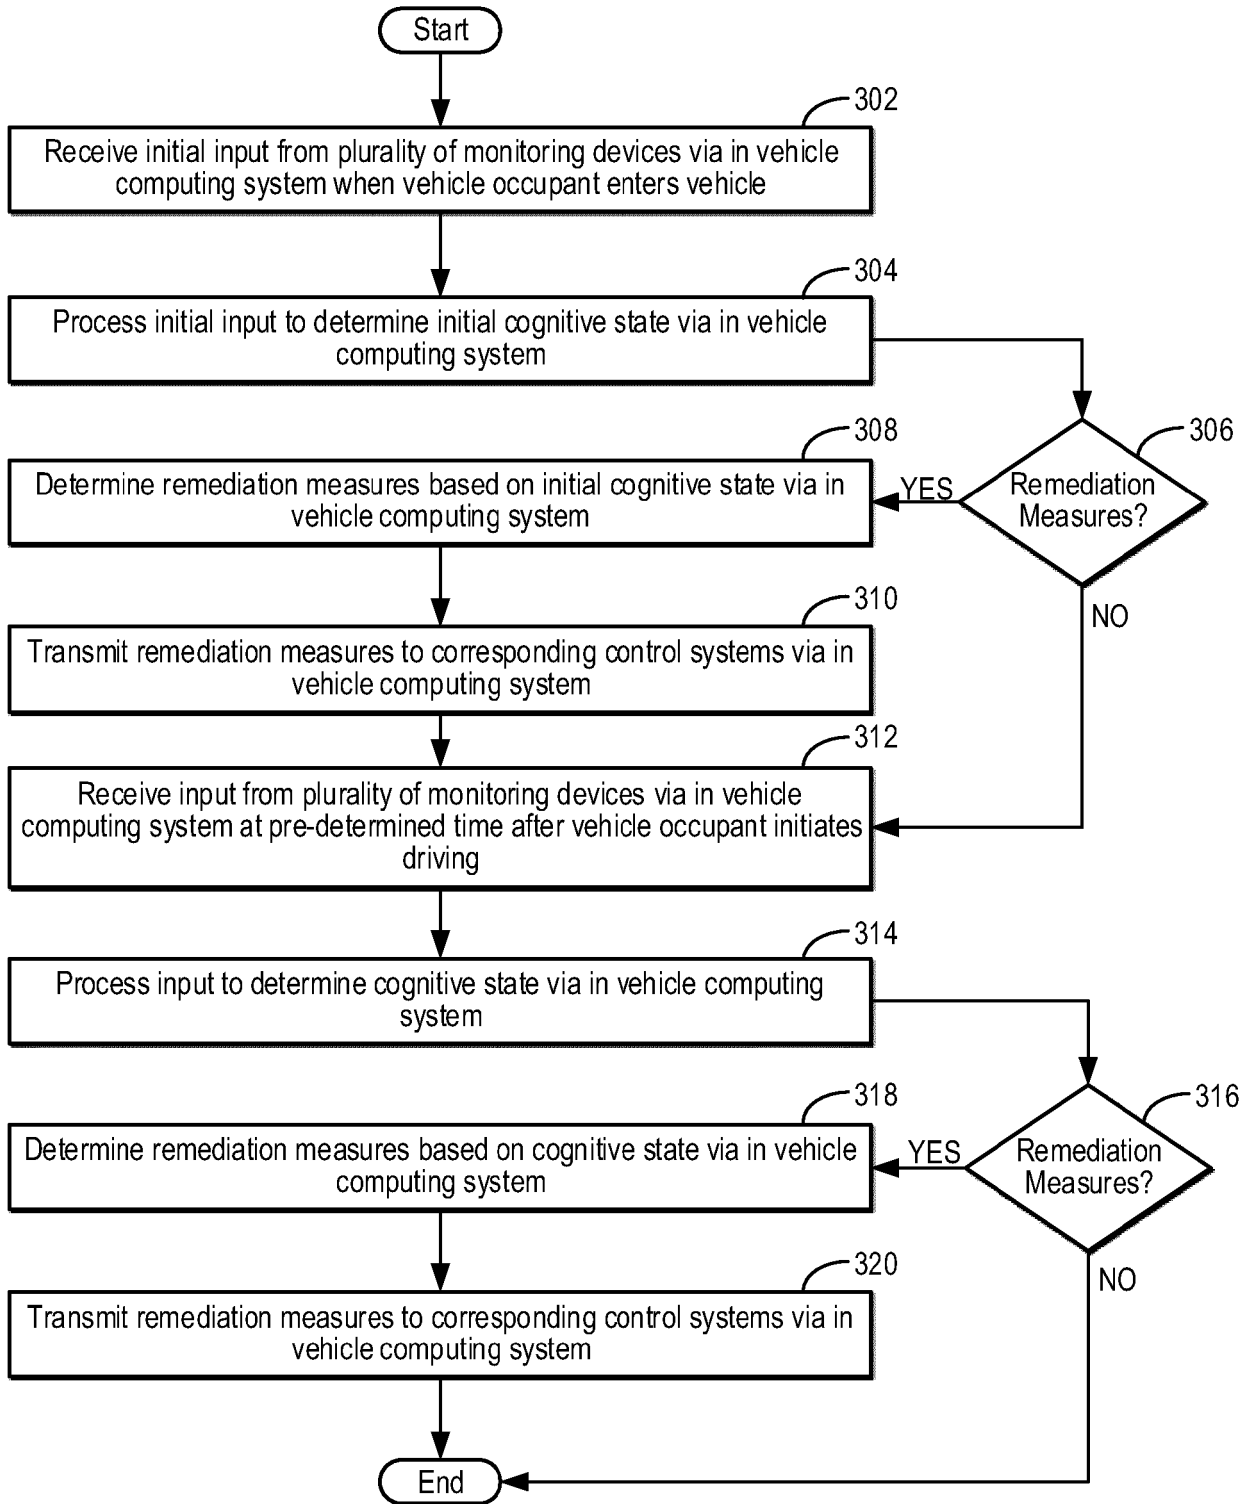 Start
302
Receive initial input from plurality of monitoring devices via in vehicle
computing system when vehicle occupant enters vehicle
304
Process initial input to determine initial cognitive state via in vehicle
computing system
306
Remediation
Measures?
YES
NO
308
Determine remediation measures based on initial cognitive state via in
vehicle computing system
310
Transmit remediation measures to corresponding control systems via in
vehicle computing system
312
Receive input from plurality of monitoring devices via in vehicle
computing system at pre-determined time after vehicle occupant initiates
driving
314
Process input to determine cognitive state via in vehicle computing
system
316
Remediation
Measures?
YES
NO
318
Determine remediation measures based on cognitive state via in vehicle
computing system
320
Transmit remediation measures to corresponding control systems via in
vehicle computing system
End